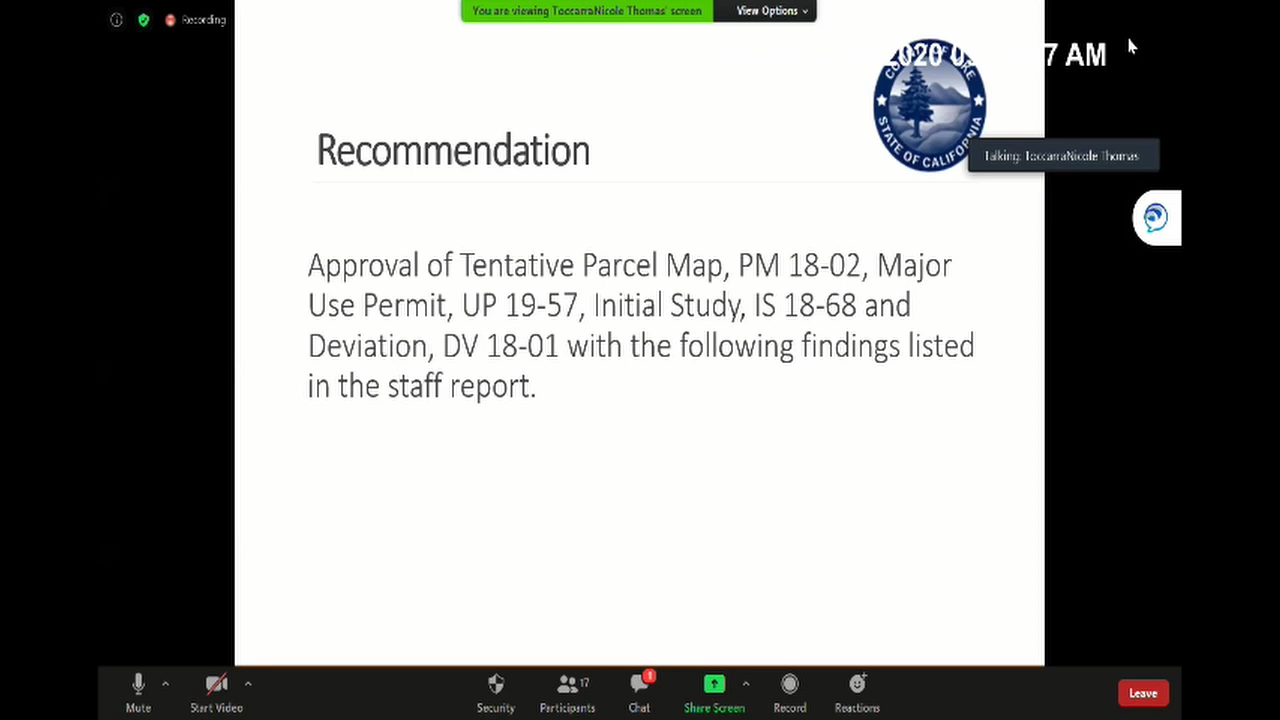 Recording
You are viewing ToccarraNicole Thomas' screen
View Options
2020 0
7 AM
STATE OF CALIFORNIA
Talking: ToccarraNicole Thomas
Recommendation
Approval of Tentative Parcel Map, PM 18-02, Major
Use Permit, UP 19-57, Initial Study, IS 18-68 and
Deviation, DV 18-01 with the following findings listed
in the staff report.
Mute
Start Video
Security
Participants
17
Chat
1
Share Screen
Record
Reactions
Leave